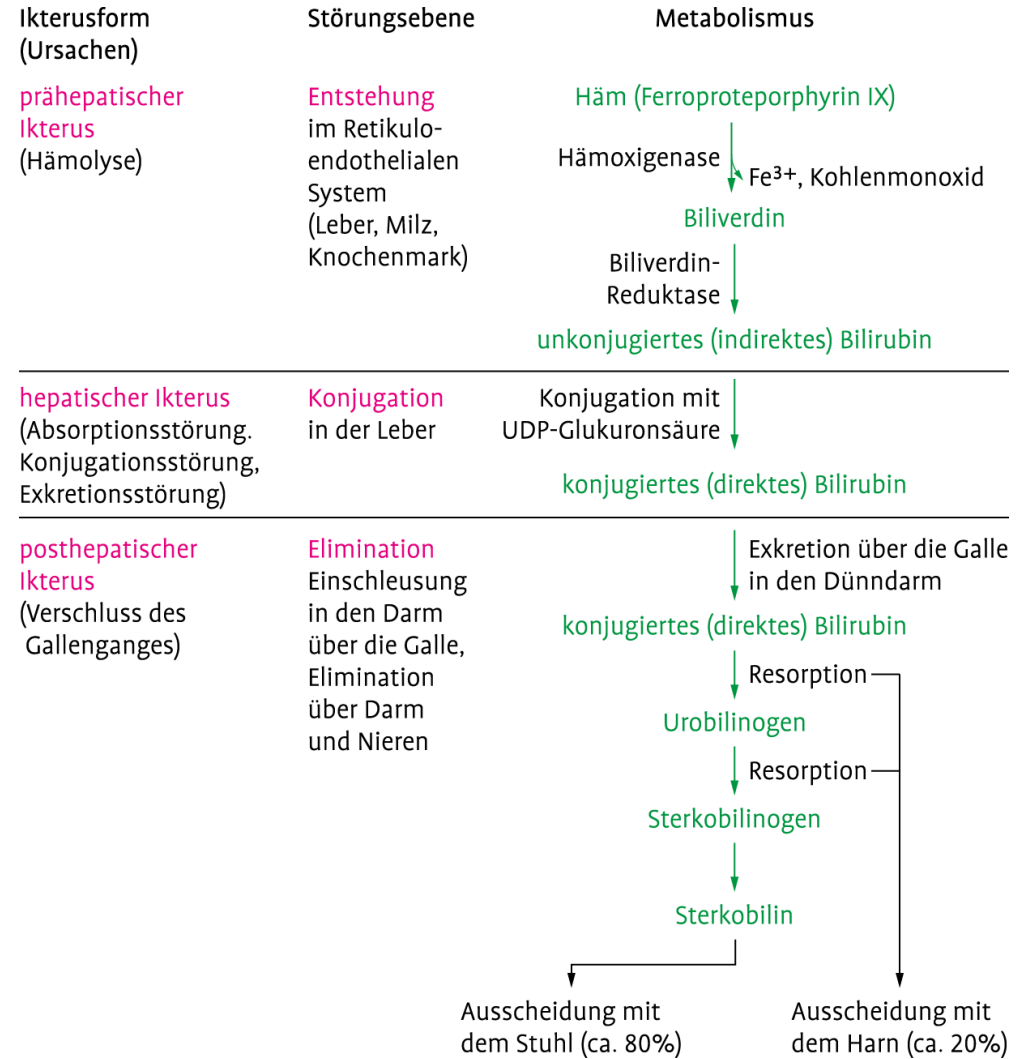 Ikterusform
(Ursachen)
Störungsebene
Metabolismus
prähepatischer
Ikterus
(Hämolyse)
Entstehung
im Retikulo-
endothelialen
System
(Leber, Milz,
Knochenmark)
Häm (Ferroproteporphyrin IX)
Hämoxigenase
Fe³⁺, Kohlenmonoxid
Biliverdin
Biliverdin-
Reduktase
unkonjugiertes (indirektes) Bilirubin
hepatischer Ikterus
(Absorptionsstörung.
Konjugationsstörung,
Exkretionsstörung)
Konjugation
in der Leber
Konjugation mit
UDP-Glukuronsäure
konjugiertes (direktes) Bilirubin
posthepatischer
Ikterus
(Verschluss des
Gallenganges)
Elimination
Einschleusung
in den Darm
über die Galle,
Elimination
über Darm
und Nieren
Exkretion über die Galle
in den Dünndarm
konjugiertes (direktes) Bilirubin
Resorption
Urobilinogen
Resorption
Sterkobilinogen
Sterkobilin
Ausscheidung mit
dem Stuhl (ca. 80%)
Ausscheidung mit
dem Harn (ca. 20%)